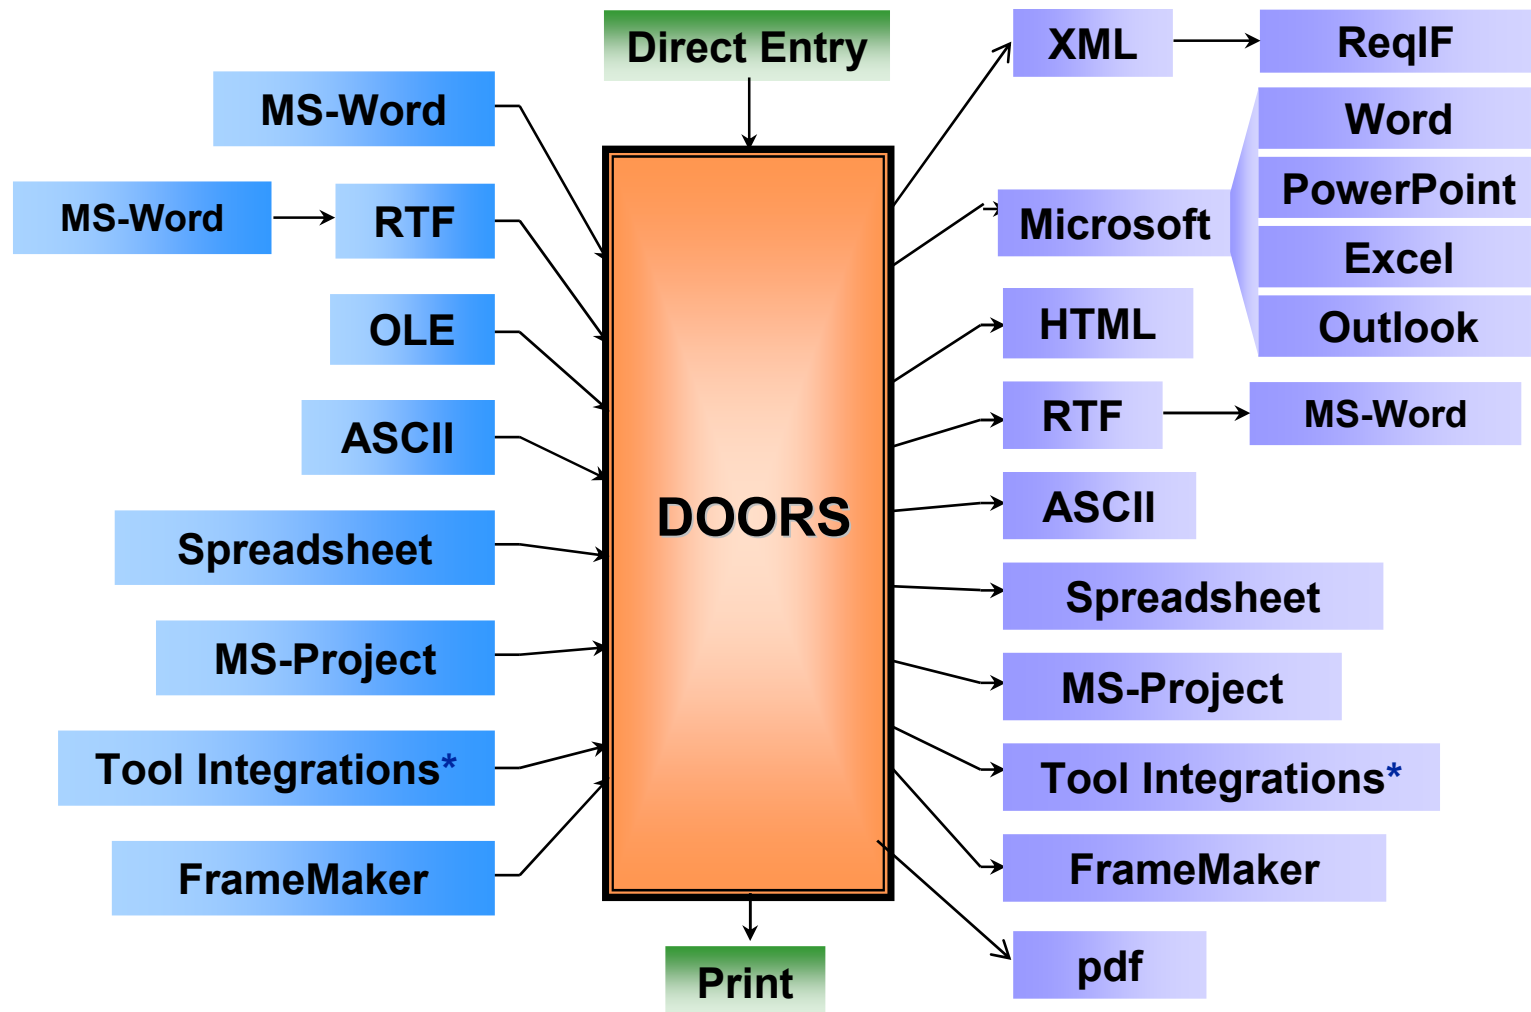 Direct Entry
MS-Word
MS-Word
RTF
OLE
ASCII
Spreadsheet
MS-Project
Tool Integrations*
FrameMaker
DOORS
Print
XML
ReqIF
Microsoft
Word
PowerPoint
Excel
Outlook
HTML
RTF
MS-Word
ASCII
Spreadsheet
MS-Project
Tool Integrations*
FrameMaker
pdf